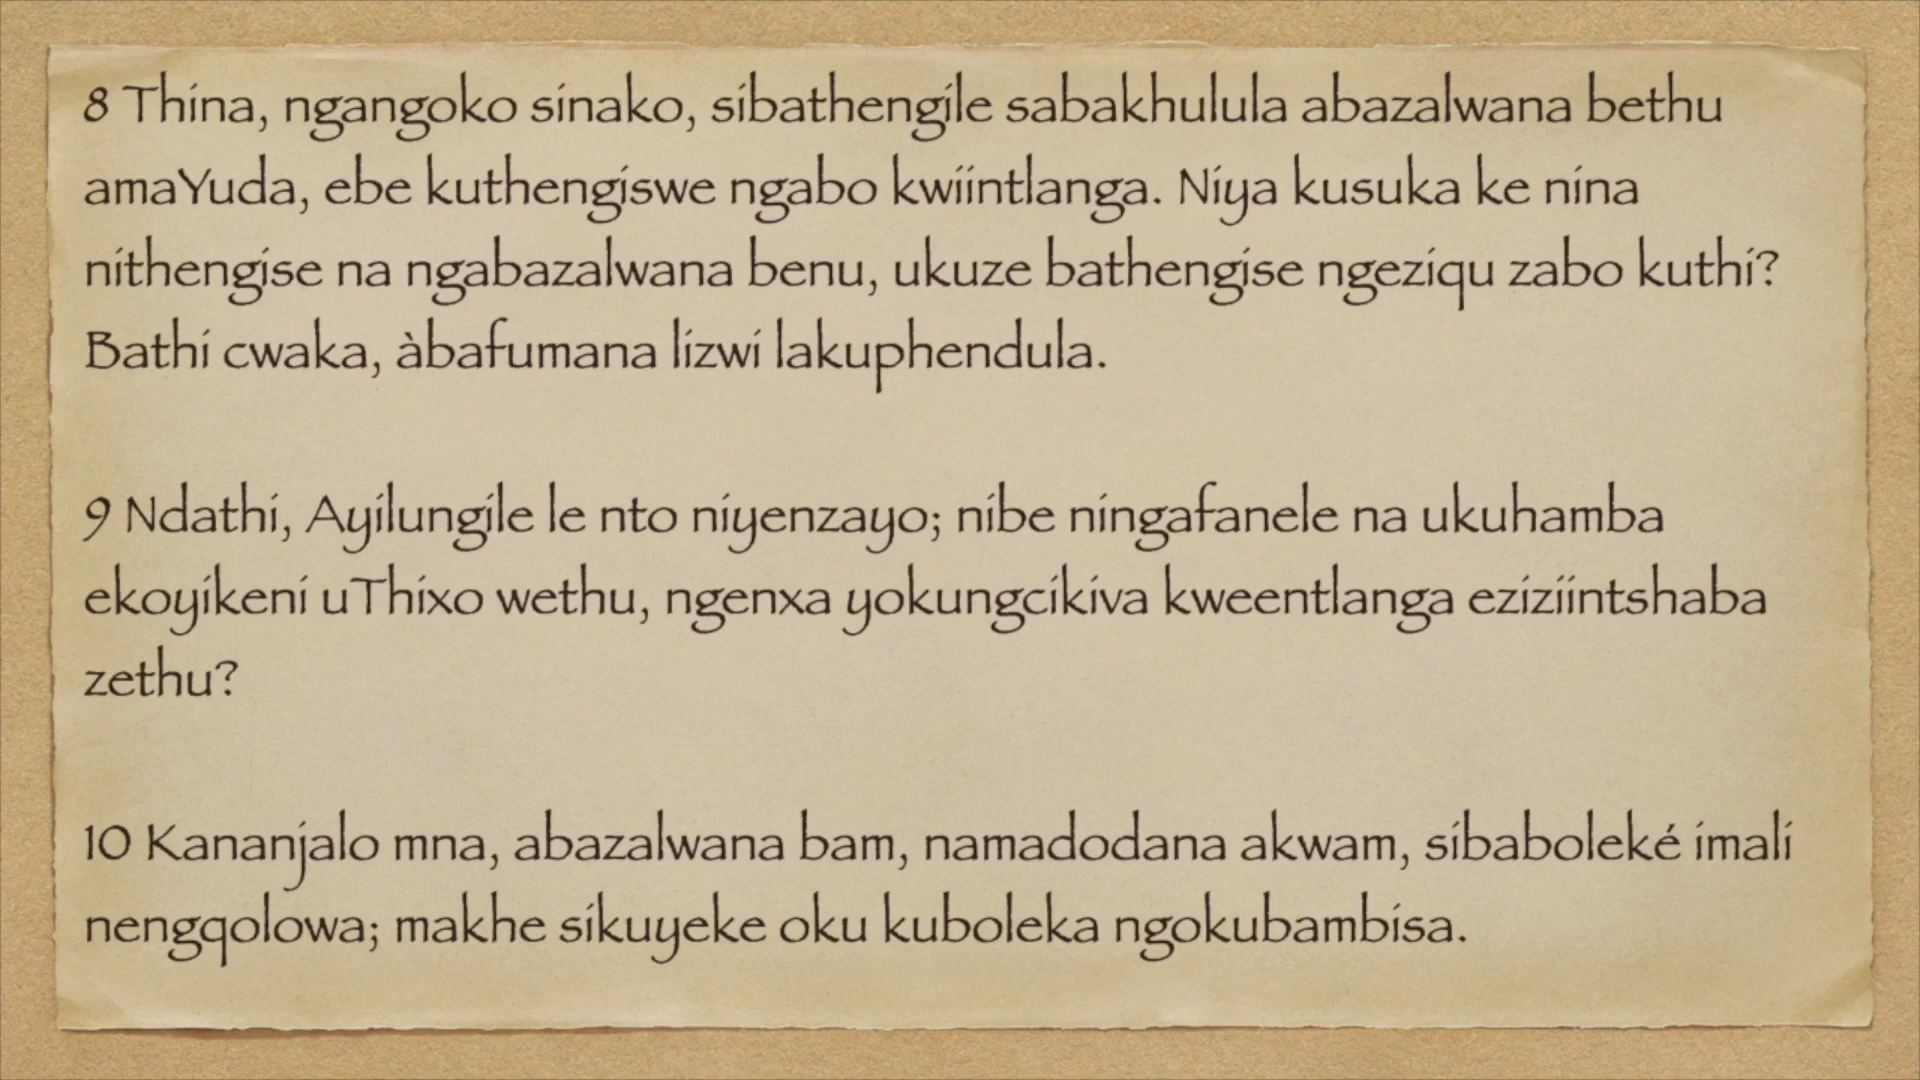 8 Thina, ngangoko sinako, sibathengile sabakhulula abazalwana bethu
amaYuda, ebe kuthengiswe ngabo kwiintlanga. Niya kusuka ke nina
nithengise na ngabazalwana benu, ukuze bathengise ngeziqu zabo kuthi?
Bathi cwaka, àbafumana lizwi lakuphendula.
9 Ndathi, Ayilungile le nto niyenzayo; nibe ningafanele na ukuhamba
ekoyikeni uThixo wethu, ngenxa yokungcikiva kweentlanga eziziintshaba
zethu?
10 Kananjalo mna, abazalwana bam, namadodana akwam, sibaboleké imali
nengqolowa; makhe sikuyeke oku kuboleka ngokubambisa.